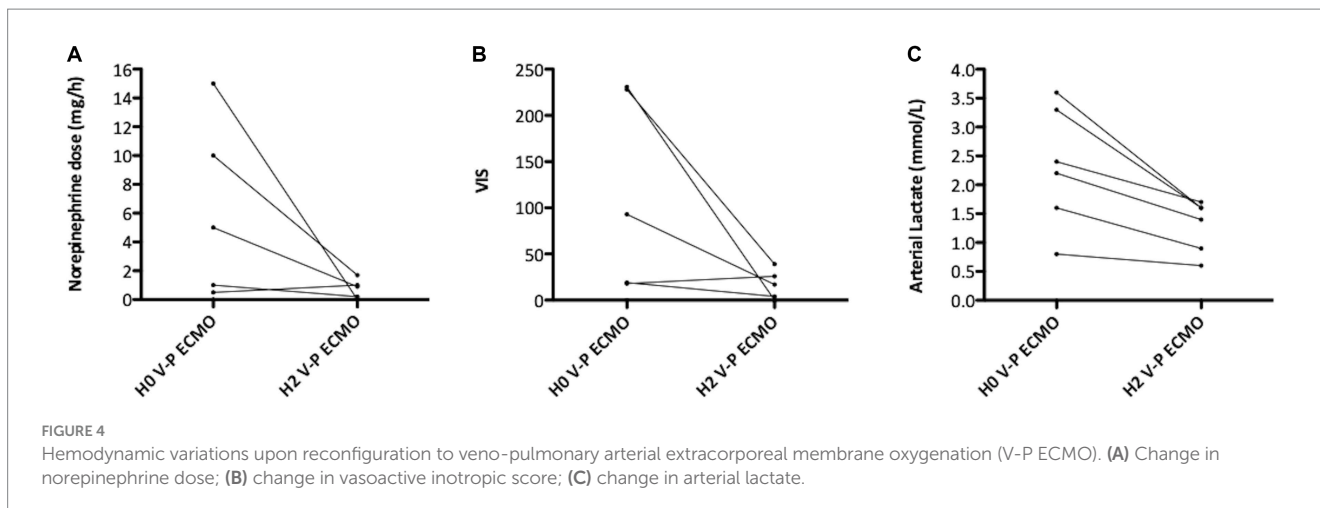 A
Norepinephrine dose (mg/h)
16
14
12
10
8
6
4
2
0
H0 V-P ECMO
H2 V-P ECMO
B
VIS
250
200
150
100
50
0
H0 V-P ECMO
H2 V-P ECMO
C
Arterial Lactate (mmol/L)
4.0
3.5
3.0
2.5
2.0
1.5
1.0
0.5
0.0
H0 V-P ECMO
H2 V-P ECMO
FIGURE 4
Hemodynamic variations upon reconfiguration to veno-pulmonary arterial extracorporeal membrane oxygenation (V-P ECMO). (A) Change in
norepinephrine dose; (B) change in vasoactive inotropic score; (C) change in arterial lactate.